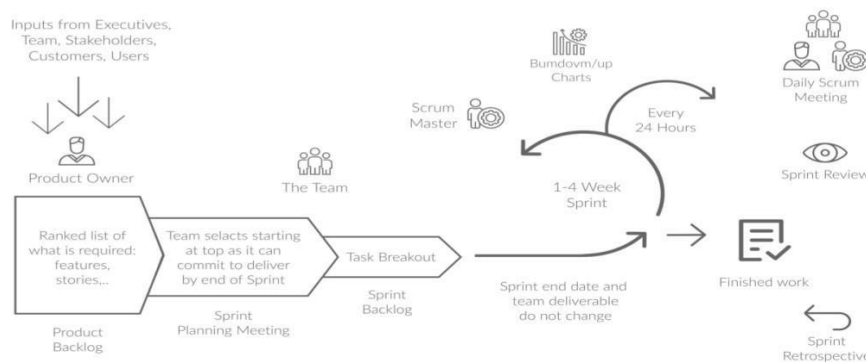 Inputs from Executives,
Team, Stakeholders,
Customers, Users
Product Owner
Ranked list of
what is required:
features,
stories,..
Product
Backlog
The Team
Team selacts starting
at top as it can
commit to deliver
by end of Sprint
Sprint
Planning Meeting
Task Breakout
Sprint
Backlog
Scrum
Master
Bumdovm/up
Charts
Every
24 Hours
1-4 Week
Sprint
Sprint end date and
team deliverable
do not change
Daily Scrum
Meeting
Sprint Review
Finished work
Sprint
Retrospective